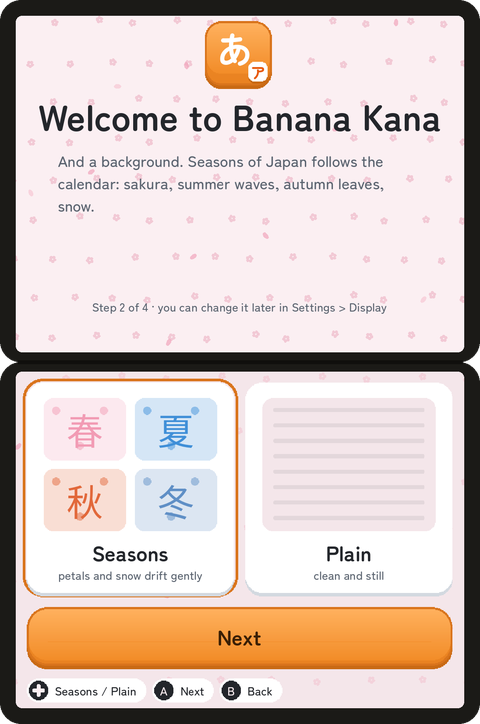 あ
ア
Welcome to Banana Kana
And a background. Seasons of Japan follows the
calendar: sakura, summer waves, autumn leaves,
snow.
Step 2 of 4 · you can change it later in Settings > Display
春 夏
秋 冬
Seasons
petals and snow drift gently
Plain
clean and still
Next
Seasons / Plain
A Next
B Back